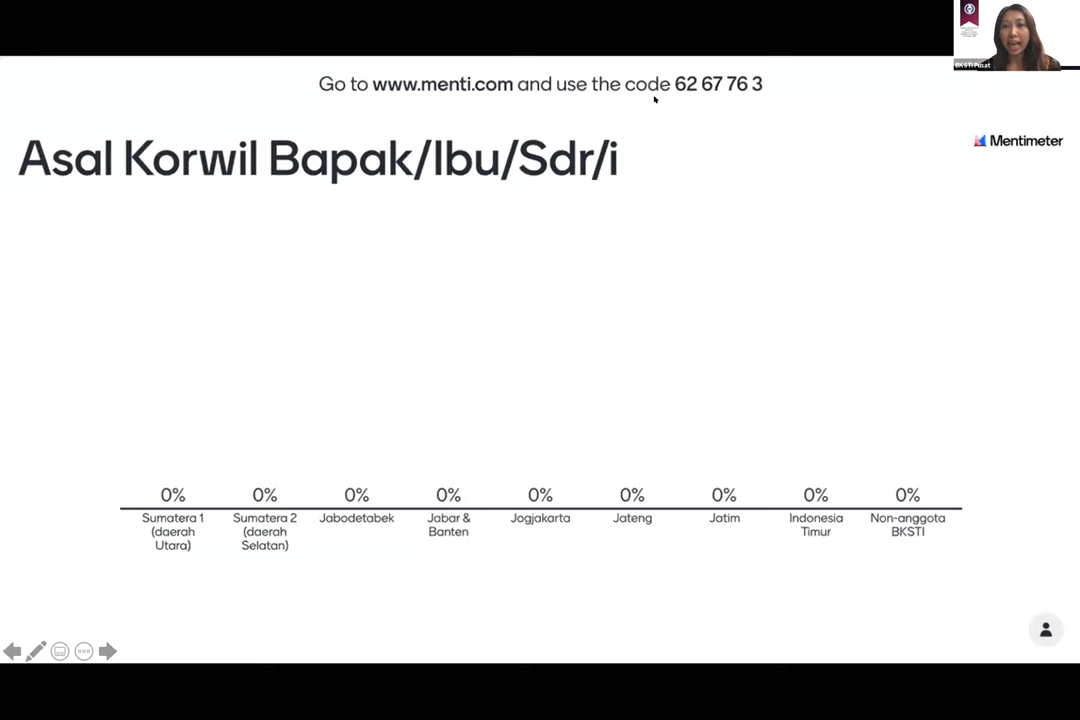 BKSTI Pusat
Go to www.menti.com and use the code 62 67 76 3
Mentimeter
Asal Korwil Bapak/Ibu/Sdr/i
0% 0% 0% 0% 0% 0% 0% 0% 0%
Sumatera 1
(daerah
Utara)
Sumatera 2
(daerah
Selatan)
Jabodetabek
Jabar &
Banten
Jogjakarta
Jateng
Jatim
Indonesia
Timur
Non-anggota
BKSTI